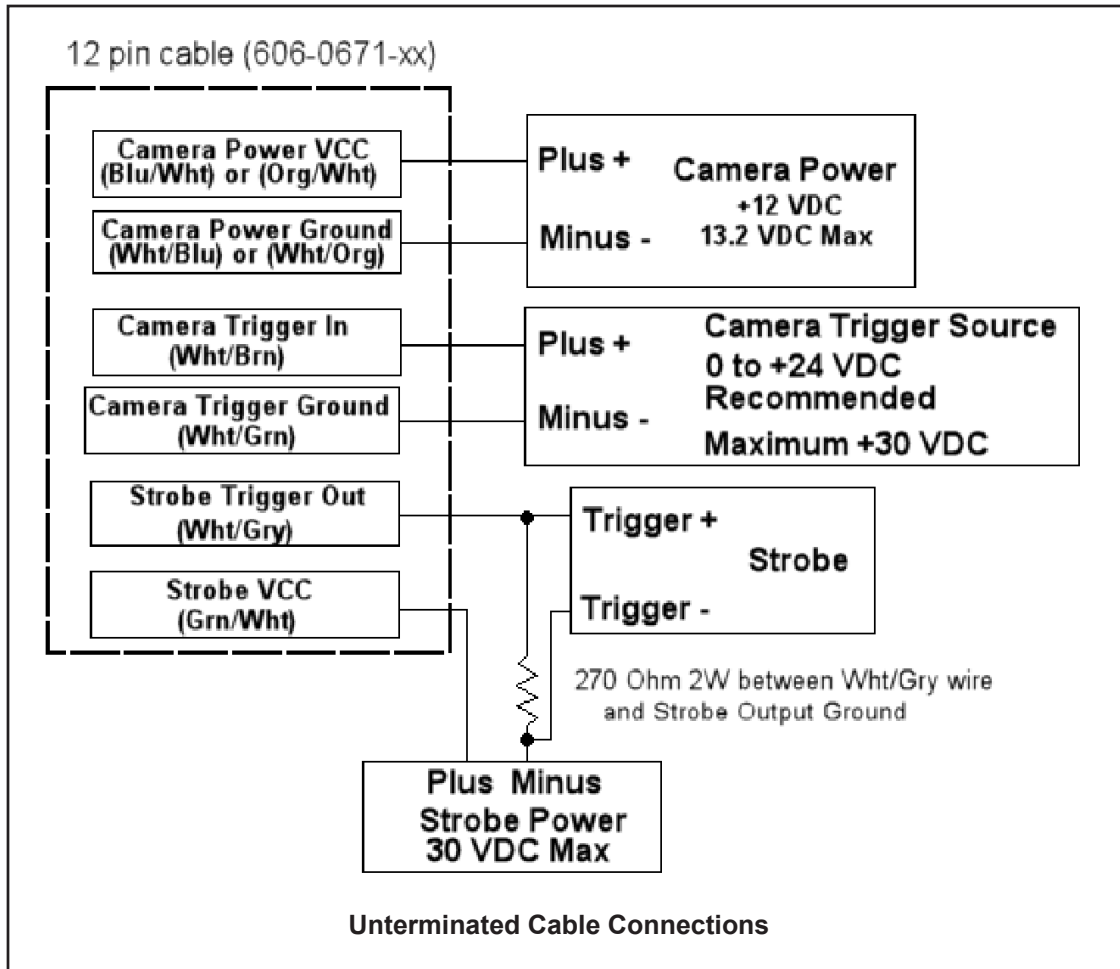 12 pin cable (606-0671-xx)
Camera Power VCC
(Blu/Wht) or (Org/Wht)
Plus +
Camera Power
+12 VDC
13.2 VDC Max
Camera Power Ground
(Wht/Blu) or (Wht/Org)
Minus -
Camera Trigger In
(Wht/Brn)
Plus +
Camera Trigger Source
0 to +24 VDC
Recommended
Maximum +30 VDC
Camera Trigger Ground
(Wht/Grn)
Minus -
Strobe Trigger Out
(Wht/Gry)
Trigger +
Strobe
Trigger -
Strobe VCC
(Grn/Wht)
270 Ohm 2W between Wht/Gry wire
and Strobe Output Ground
Plus Minus
Strobe Power
30 VDC Max
Unterminated Cable Connections